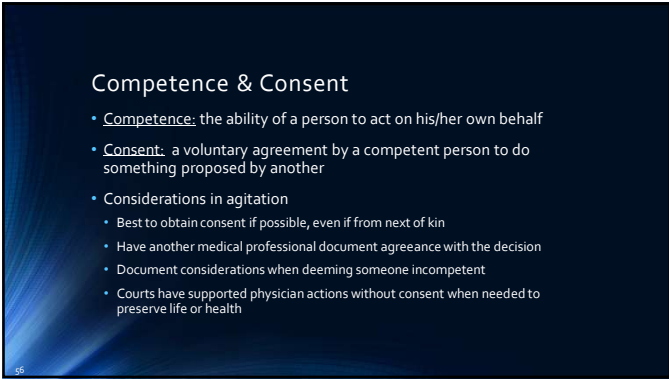 Competence & Consent
• Competence: the ability of a person to act on his/her own behalf
• Consent:  a voluntary agreement by a competent person to do
something proposed by another
• Considerations in agitation
• Best to obtain consent if possible, even if from next of kin
• Have another medical professional document agreeance with the decision
• Document considerations when deeming someone incompetent
• Courts have supported physician actions without consent when needed to
preserve life or health
56